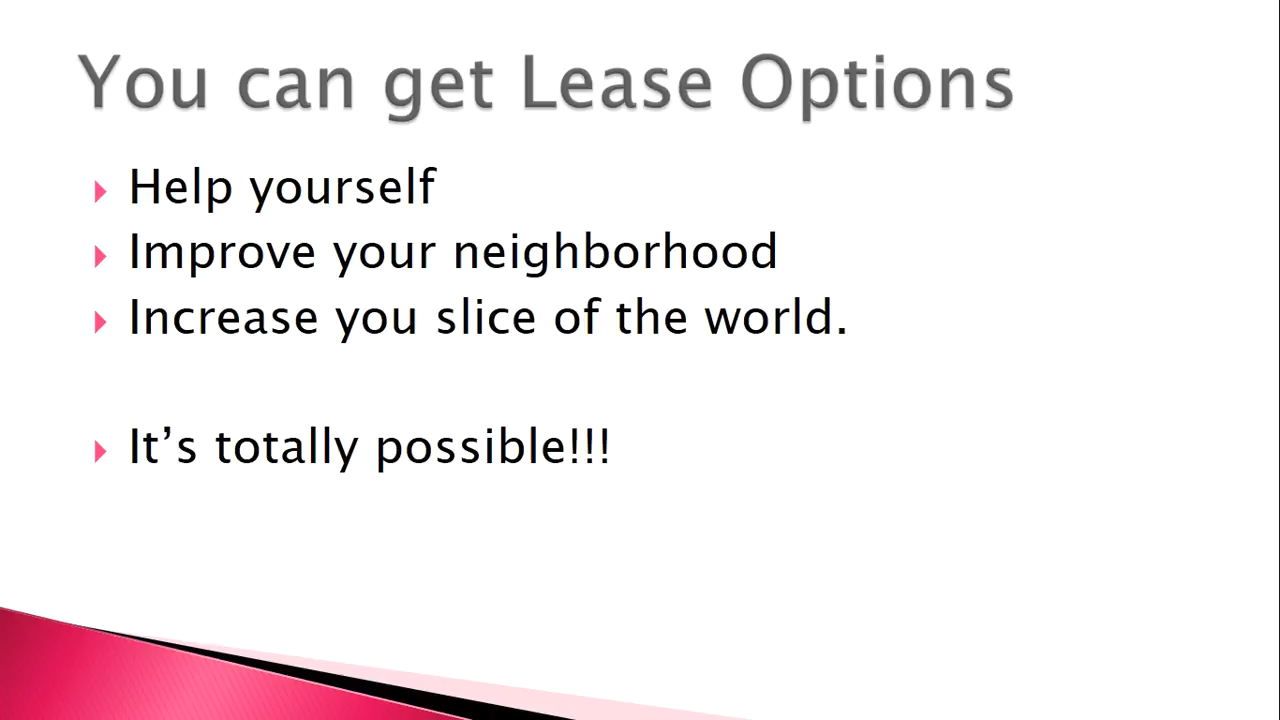 You can get Lease Options
Help yourself
Improve your neighborhood
Increase you slice of the world.
It’s totally possible!!!